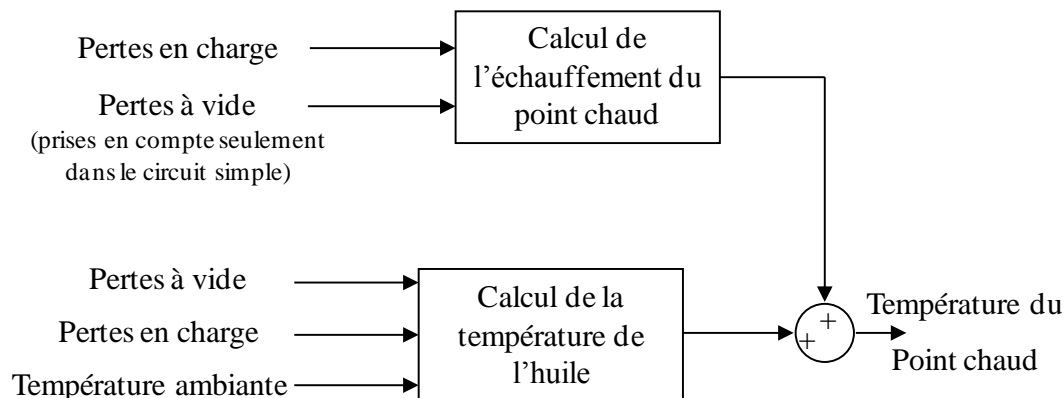 Pertes en charge
Pertes à vide
(prises en compte seulement
dans le circuit simple)
Calcul de
l'échauffement du
point chaud
Pertes à vide
Pertes en charge
Température ambiante
Calcul de la
température de
l'huile
+
+
Température du
Point chaud